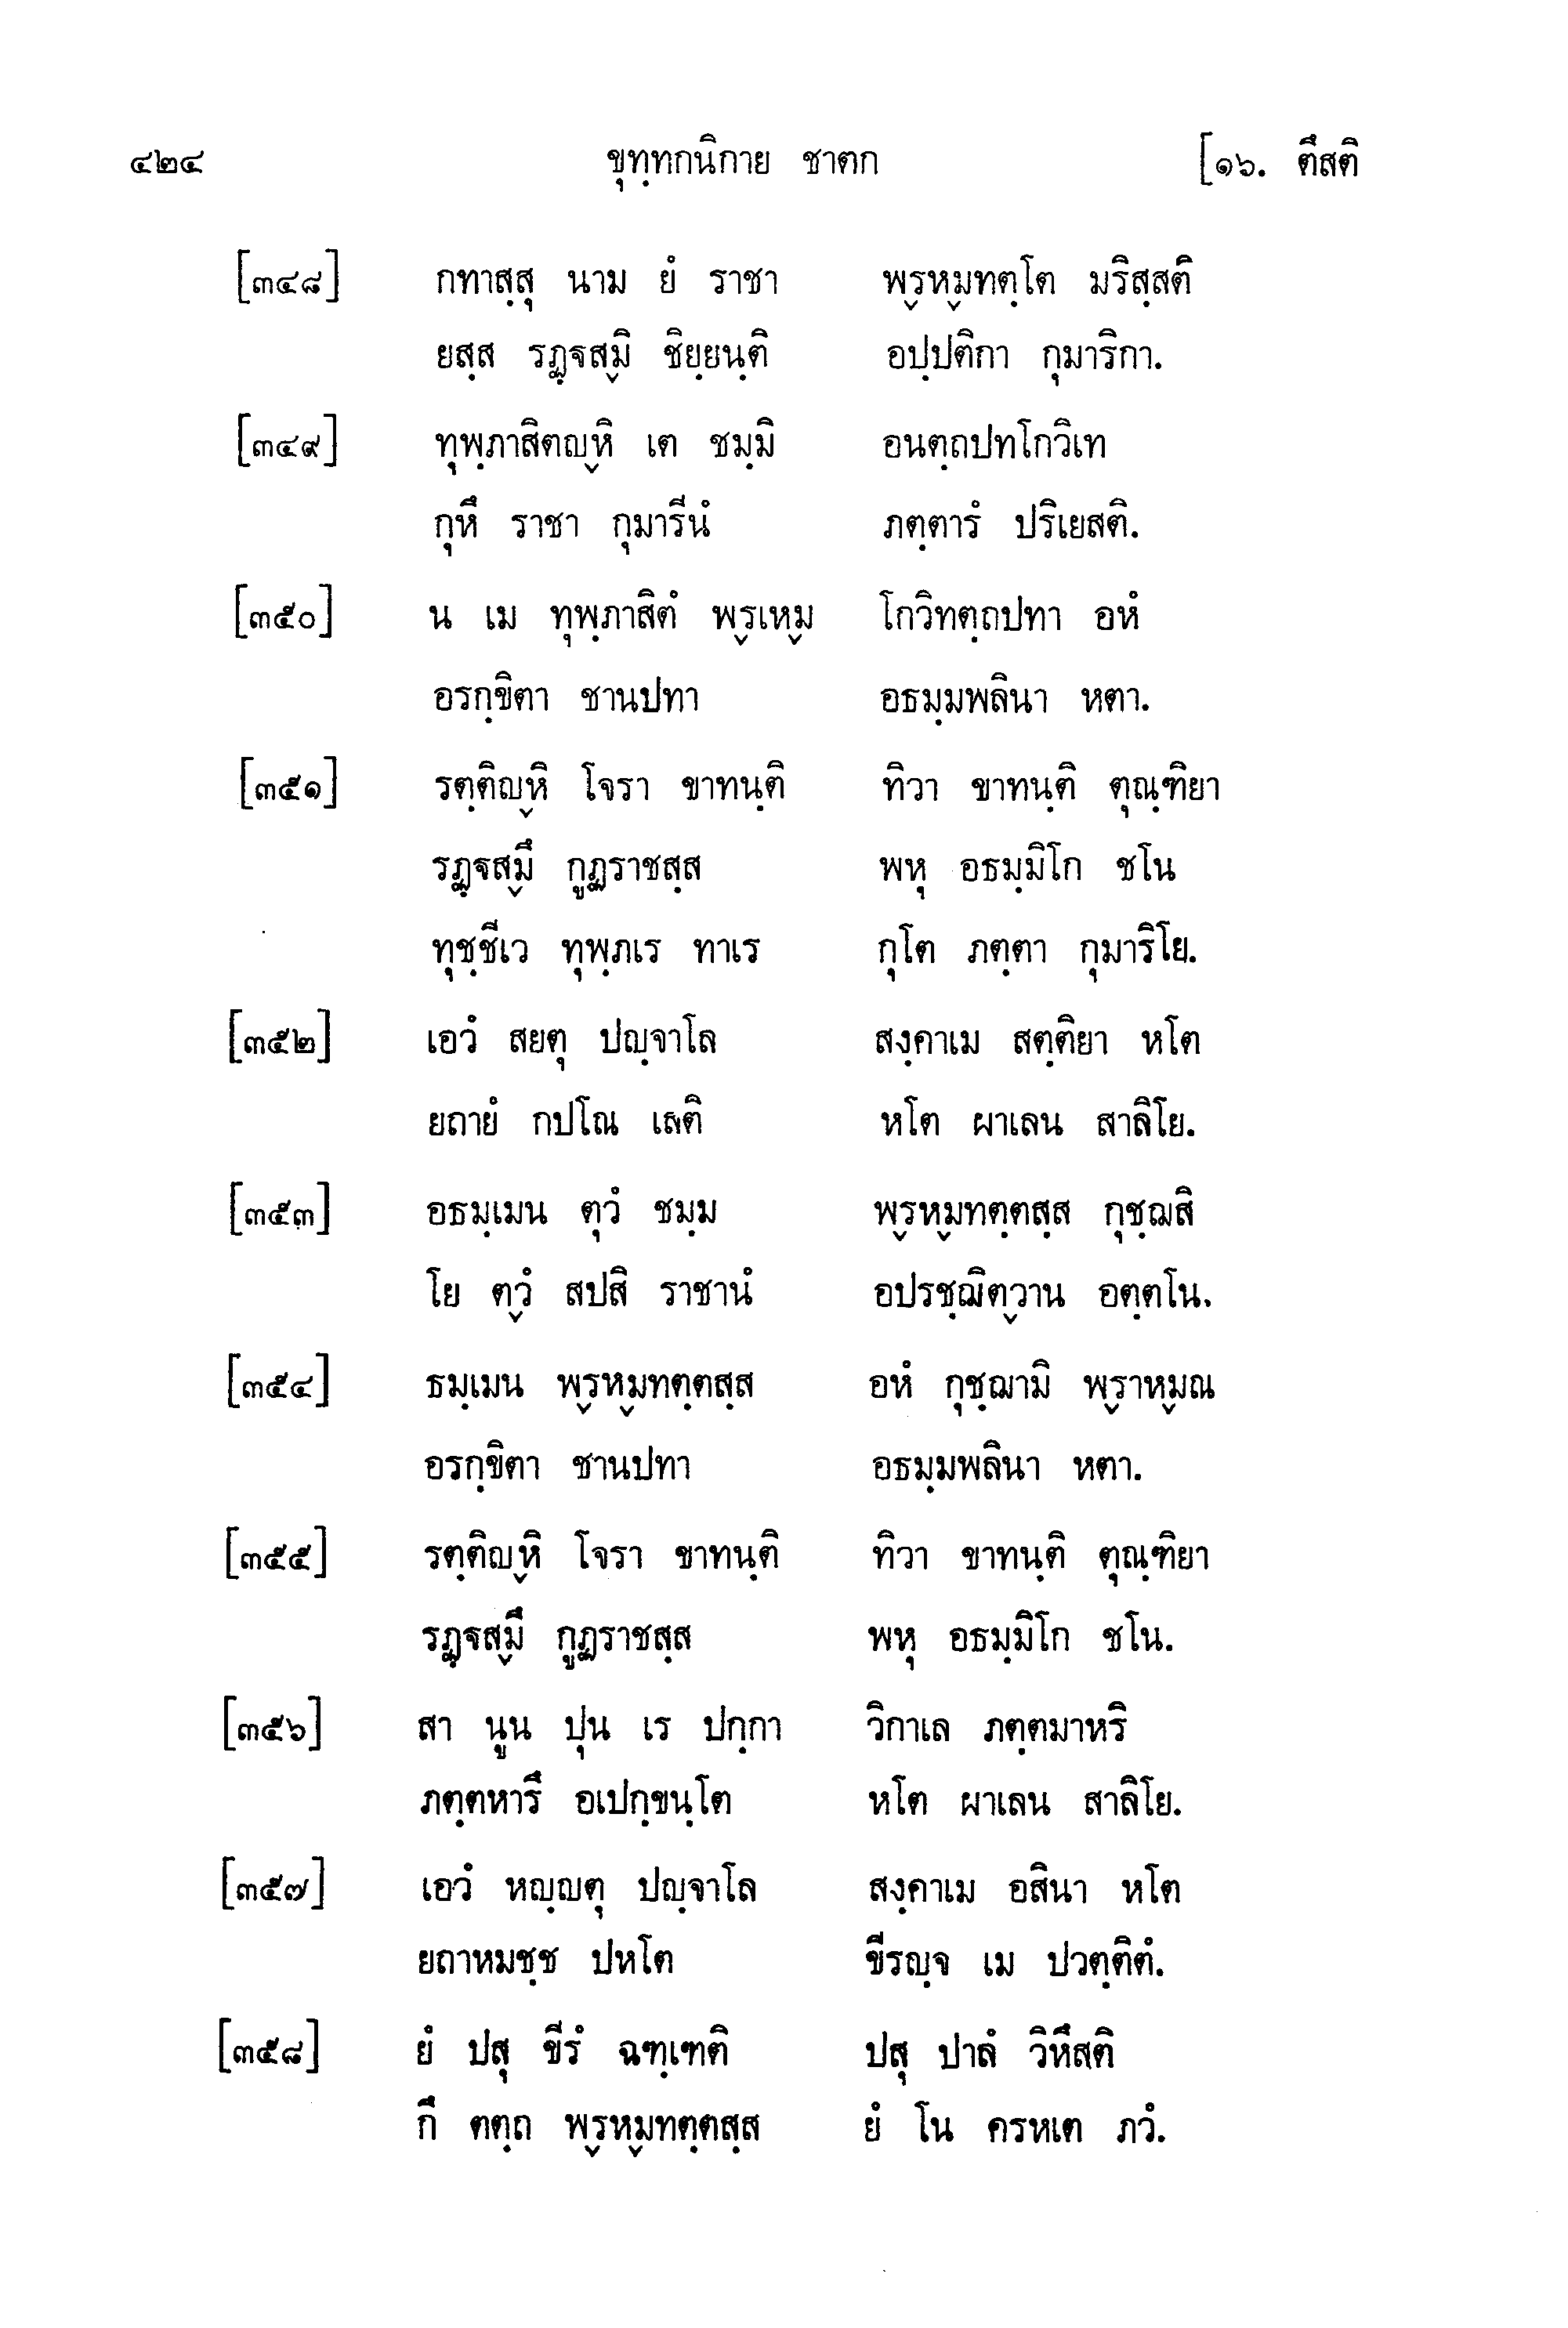 ๔๒๔ ขุทฺทกนิกาย ชาตก [๑๖. ตึสติ
[๓๔๘] กทาสฺสุ นาม ยํ ราชา พฺรหฺมทตฺโต มริสฺสติ
ยสฺส รฏฺฐสฺมิ ชิยฺยนฺติ อปฺปติกา กุมาริกา.
[๓๔๙] ทุพฺภาสิตญฺหิ เต ชมฺมิ อนตฺถปทโกวิเท
กุหึ ราชา กุมารีนํ ภตฺตารํ ปริเยสติ.
[๓๕๐] น เม ทุพฺภาสิตํ พฺรเหฺม โกวิทตฺถปทา อหํ
อรกฺขิตา ชานปทา อธมฺมพลินา หตา.
[๓๕๑] รตฺติญฺหิ โจรา ขาทนฺติ ทิวา ขาทนฺติ ตุณฺฑิยา
รฏฺฐสฺมึ กูฏราชสฺส พหุ อธมฺมิโก ชโน
ทุชฺชีเว ทุพฺภเร ทาเร กุโต ภตฺตา กุมาริโย.
[๓๕๒] เอวํ สยตุ ปญฺจาโล สงฺคาเม สตฺติยา หโต
ยถายํ กปโณ เสติ หโต ผาเลน สาลิโย.
[๓๕๓] อธมฺเมน ตุวํ ชมฺม พฺรหฺมทตฺตสฺส กุชฺฌสิ
โย ตฺวํ สปสิ ราชานํ อปรชฺฌิตฺวาน อตฺตโน.
[๓๕๔] ธมฺเมน พฺรหฺมทตฺตสฺส อหํ กุชฺฌามิ พฺราหฺมณ
อรกฺขิตา ชานปทา อธมฺมพลินา หตา.
[๓๕๕] รตฺติญฺหิ โจรา ขาทนฺติ ทิวา ขาทนฺติ ตุณฺฑิยา
รฏฺฐสฺมึ กูฏราชสฺส พหุ อธมฺมิโก ชโน.
[๓๕๖] สา นูน ปุน เร ปกฺกา วิกาเล ภตฺตมาหริ
ภตฺตหารึ อเปกฺขนฺโต หโต ผาเลน สาลิโย.
[๓๕๗] เอวํ หญฺญตุ ปญฺจาโล สงฺคาเม อสินา หโต
ยถาหมชฺช ปหโต ขีรญฺจ เม ปวตฺติตํ.
[๓๕๘] ยํ ปสุ ขีรํ ฉฑฺเฑติ ปสุ ปาลํ วิหึสติ
กึ ตตฺถ พฺรหฺมทตฺตสฺส ยํ โน ครหเต ภวํ.